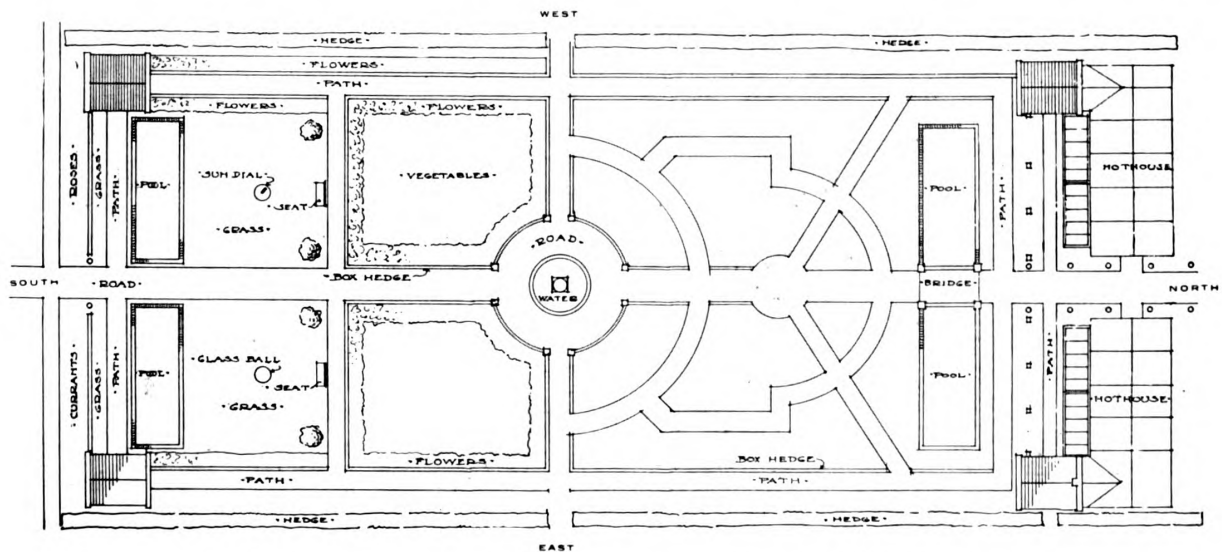 WEST
·HEDGE·
·HEDGE·
·FLOWERS·
·PATH·
·FLOWERS·
·FLOWERS·
·ROSES·
·GRASS·
·PATH·
·POOL·
SUN DIAL
·SEAT·
·GRASS·
·VEGETABLES·
·ROAD·
·POOL·
·PATH·
HOTHOUSE
BOX HEDGE
SOUTH
·ROAD·
WATER
·BRIDGE·
NORTH
·CURRANTS·
·GRASS·
·PATH·
·POOL·
·GLASS BALL
·SEAT·
·GRASS·
·POOL·
·PATH·
·HOTHOUSE·
·FLOWERS·
BOX HEDGE
·PATH·
·PATH·
·HEDGE·
·HEDGE·
EAST